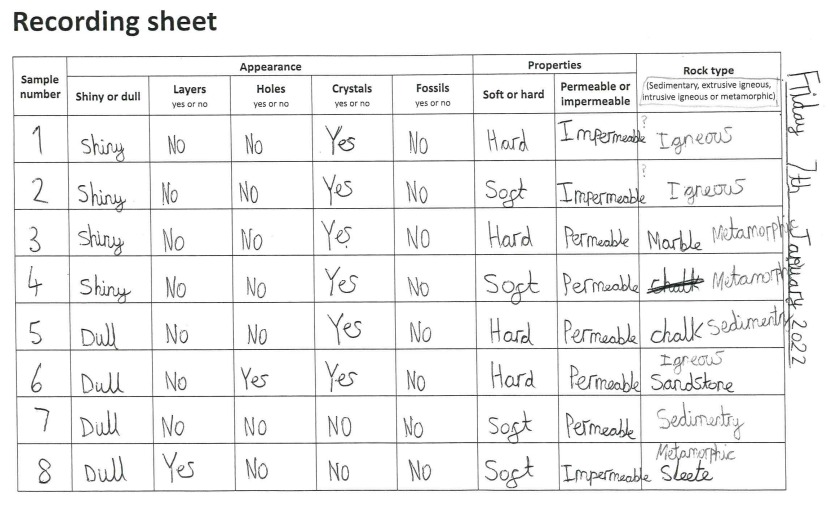 Recording sheet
Sample number | Appearance | Properties | Rock type (Sedimentary, extrusive igneous, intrusive igneous or metamorphic)
Shiny or dull | Layers yes or no | Holes yes or no | Crystals yes or no | Fossils yes or no | Soft or hard | Permeable or impermeable
1 | Shiny | No | No | Yes | No | Hard | Impermeable | ? Igneous
2 | Shiny | No | No | Yes | No | Soft | Impermeable | ? Igneous
3 | Shiny | No | No | Yes | No | Hard | Permeable | Marble Metamorphic
4 | Shiny | No | No | Yes | No | Soft | Permeable | chalk Metamorph
5 | Dull | No | No | Yes | No | Hard | Permeable | chalk Sedimentry
6 | Dull | No | Yes | Yes | No | Hard | Permeable | Igneous Sandstone
7 | Dull | No | No | No | No | Soft | Permeable | Sedimentry
8 | Dull | Yes | No | No | No | Soft | Impermeable | Metamorphic Sleete
Friday 7th January 2022